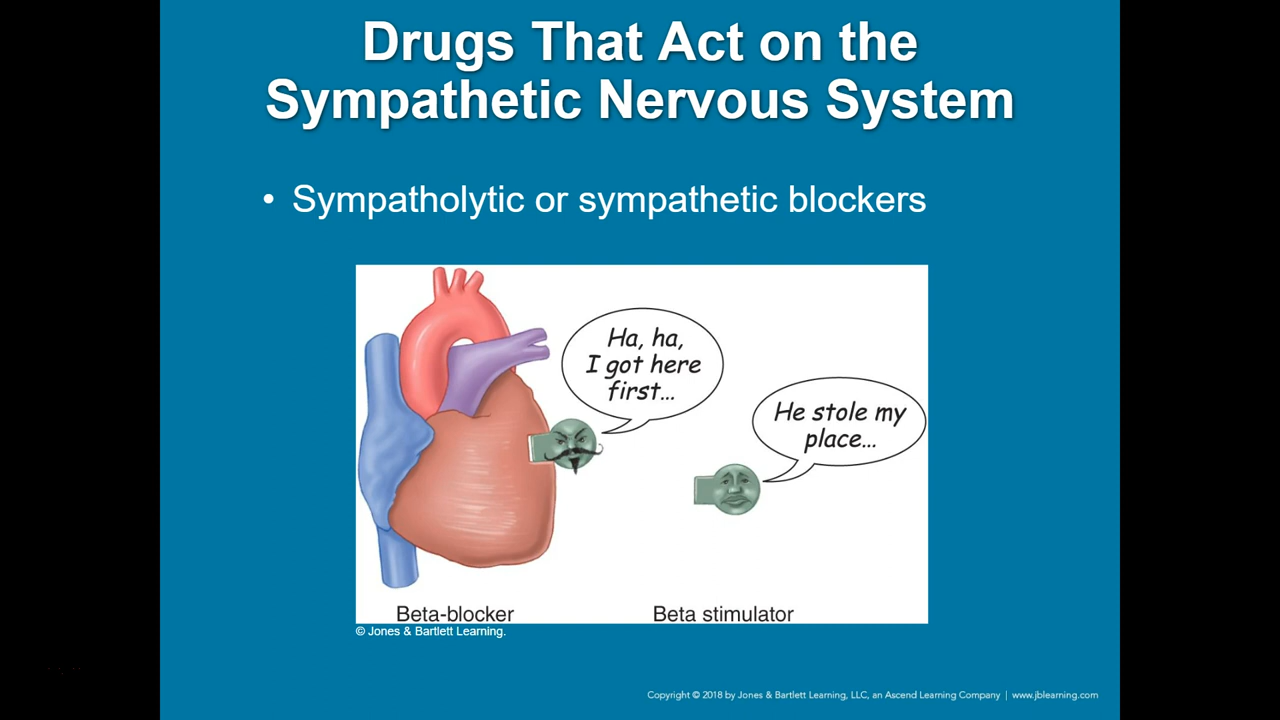 Drugs That Act on the
Sympathetic Nervous System
• Sympatholytic or sympathetic blockers
Ha, ha,
I got here
first...
He stole my
place...
Beta-blocker
Beta stimulator
© Jones & Bartlett Learning.
Copyright © 2018 by Jones & Bartlett Learning, LLC, an Ascend Learning Company | www.jblearning.com